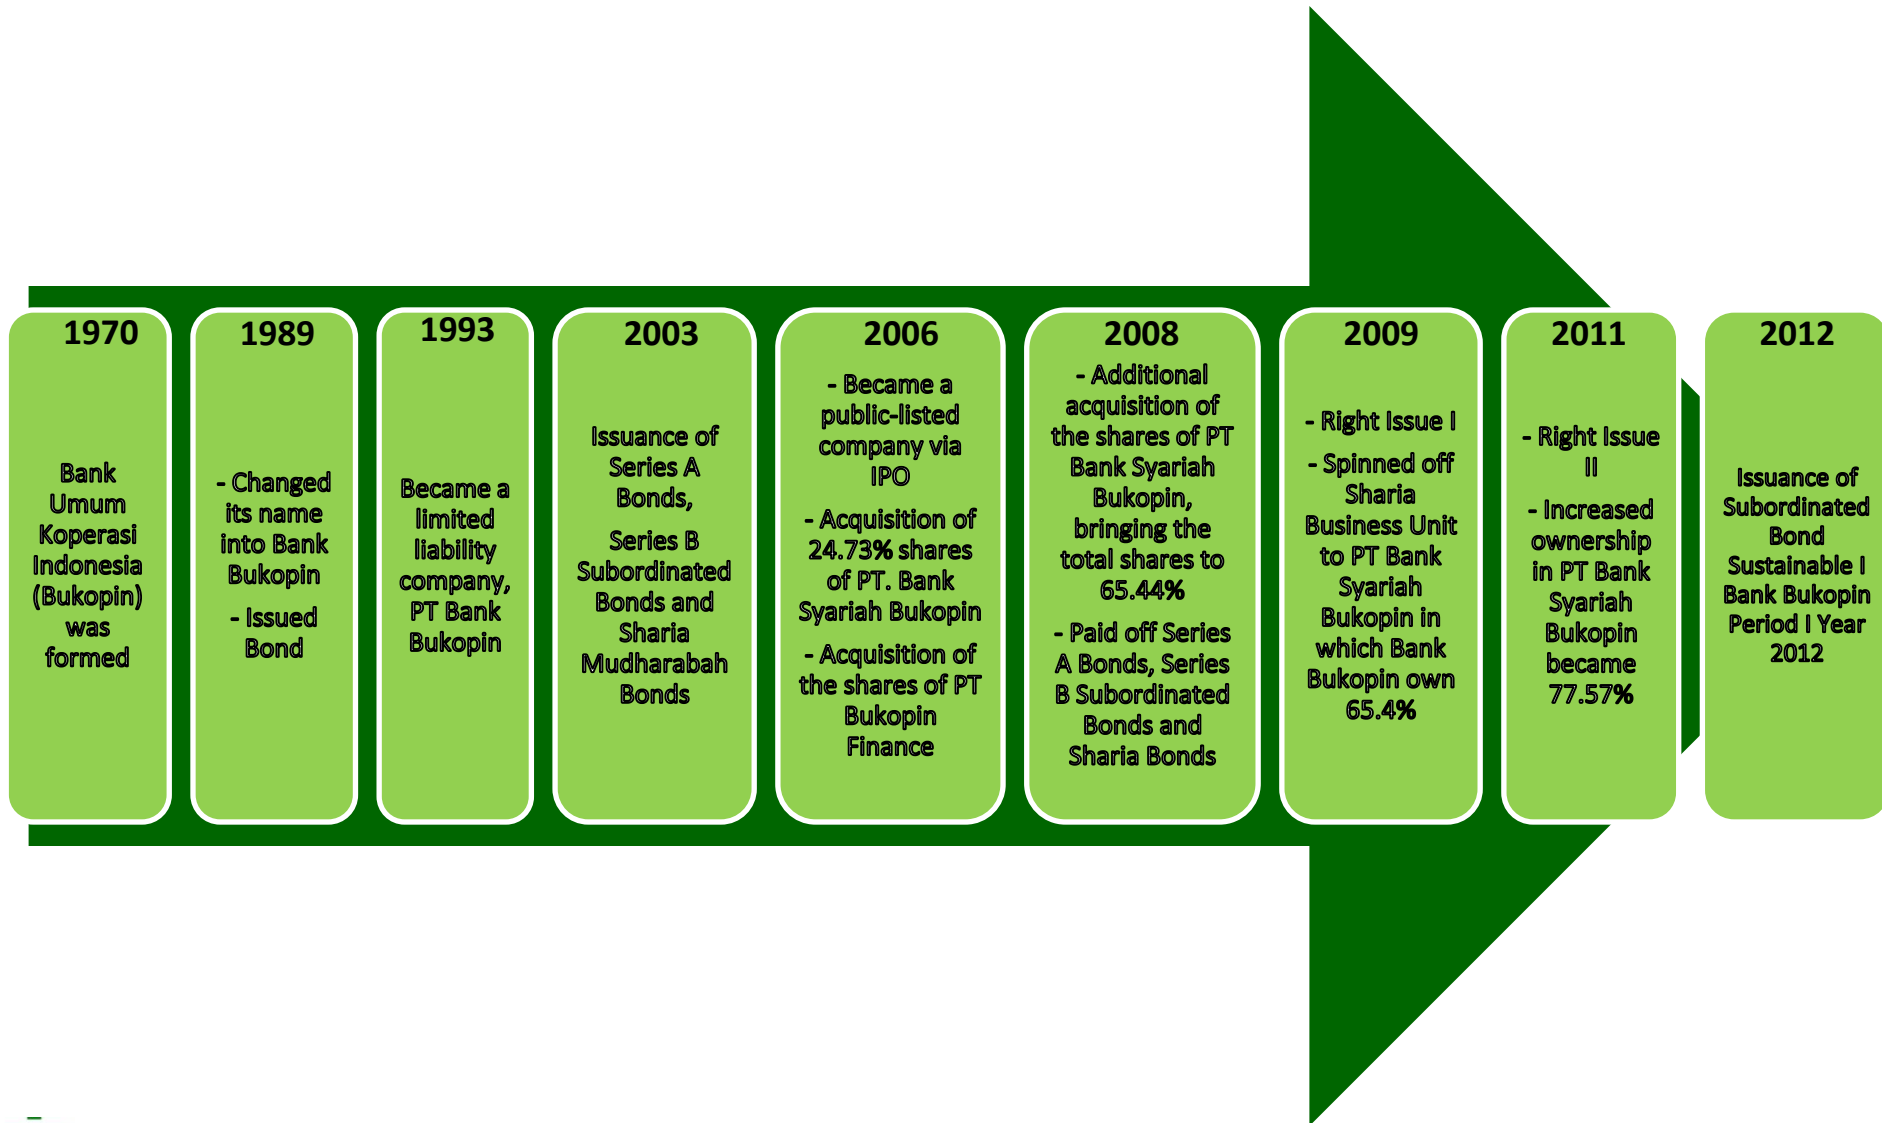 1970
Bank
Umum
Koperasi
Indonesia
(Bukopin)
was
formed
1989
- Changed
its name
into Bank
Bukopin
- Issued
Bond
1993
Became a
limited
liability
company,
PT Bank
Bukopin
2003
Issuance of
Series A
Bonds,
Series B
Subordinated
Bonds and
Sharia
Mudharabah
Bonds
2006
- Became a
public-listed
company via
IPO
- Acquisition of
24.73% shares
of PT. Bank
Syariah Bukopin
- Acquisition of
the shares of PT
Bukopin
Finance
2008
- Additional
acquisition of
the shares of PT
Bank Syariah
Bukopin,
bringing the
total shares to
65.44%
- Paid off Series
A Bonds, Series
B Subordinated
Bonds and
Sharia Bonds
2009
- Right Issue I
- Spinned off
Sharia
Business Unit
to PT Bank
Syariah
Bukopin in
which Bank
Bukopin own
65.4%
2011
- Right Issue
II
- Increased
ownership
in PT Bank
Syariah
Bukopin
became
77.57%
2012
Issuance of
Subordinated
Bond
Sustainable I
Bank Bukopin
Period I Year
2012